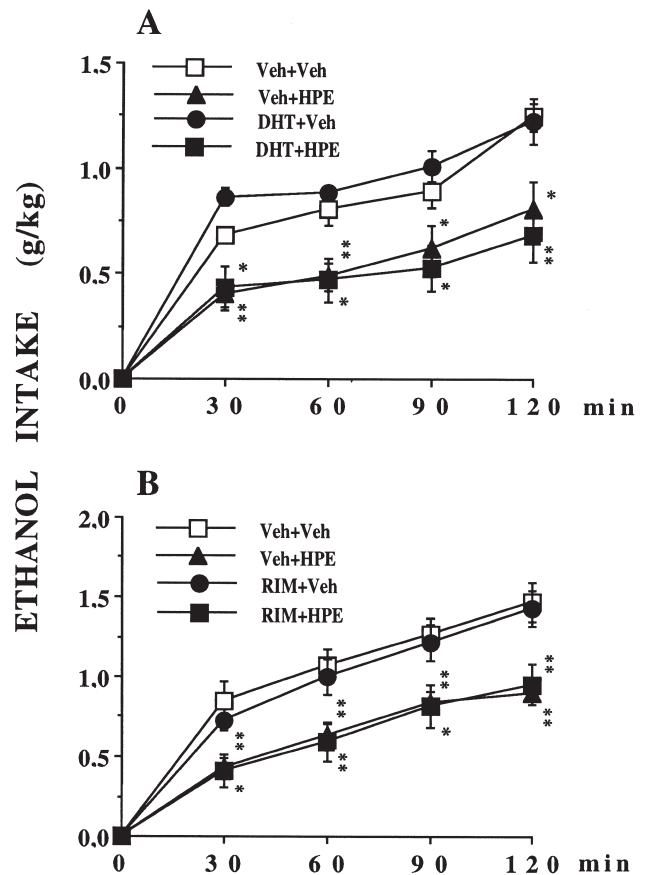 A
1.5
1.0
0.5
0.0
Veh+Veh
Veh+HPE
DHT+Veh
DHT+HPE
*
**
**
*
*
*
*
**
0 30 60 90 120 min
ETHANOL INTAKE (g/kg)
B
2.0
1.5
1.0
0.5
0.0
Veh+Veh
Veh+HPE
RIM+Veh
RIM+HPE
**
*
**
**
**
*
**
**
0 30 60 90 120 min